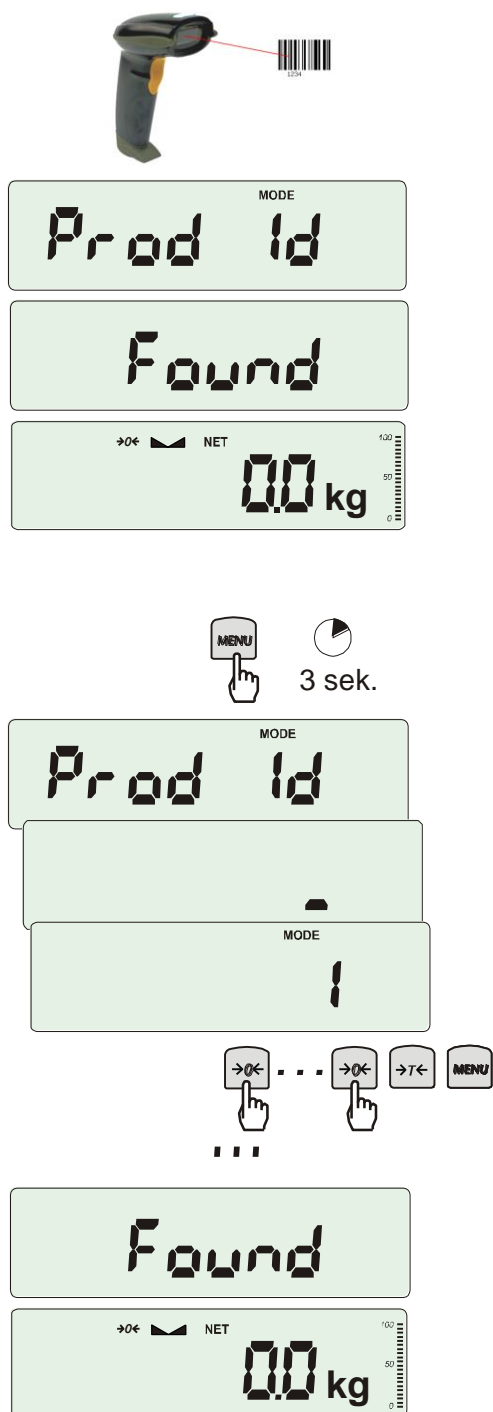 1234
MODE
Prod Id
Found
→0← NET 100
50
0.0 kg
0
MENU
3 sek.
MODE
Prod Id
-
MODE
1
→0← ... →0← →T← MENU
...
Found
→0← NET 100
50
0.0 kg
0